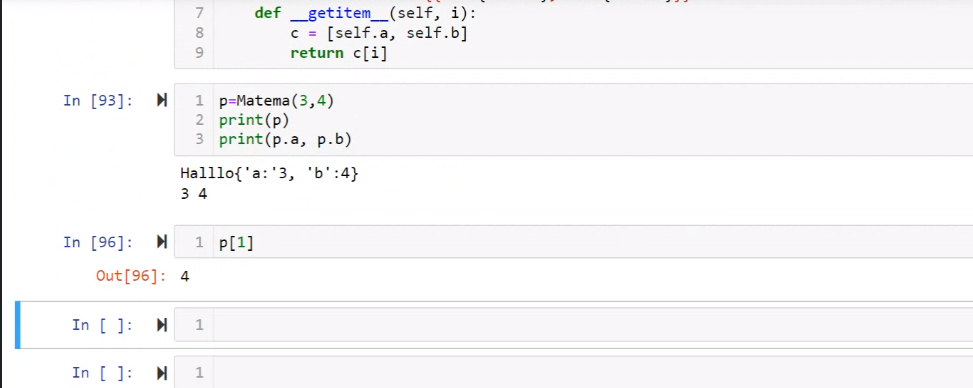 7 def __getitem__(self, i):
8 c = [self.a, self.b]
9 return c[i]
In [93]: 1 p=Matema(3,4)
2 print(p)
3 print(p.a, p.b)
Halllo{'a:'3, 'b':4}
3 4
In [96]: 1 p[1]
Out[96]: 4
In [ ]: 1
In [ ]: 1